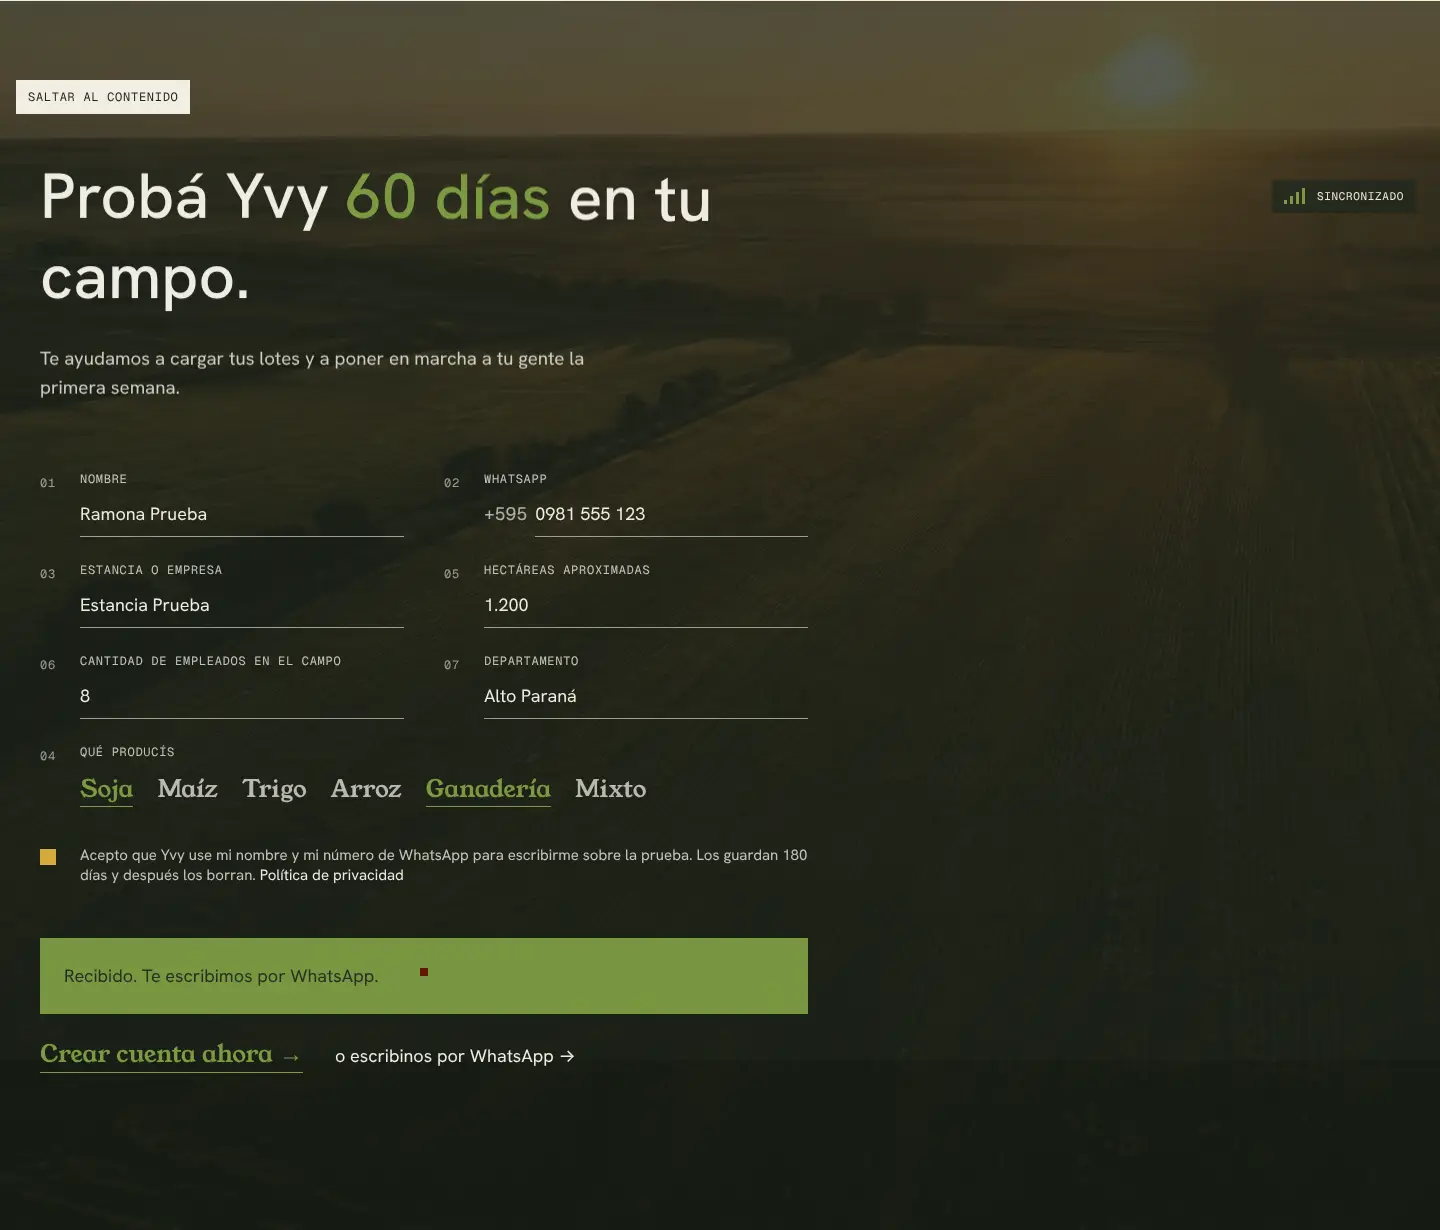 SALTAR AL CONTENIDO
Probá Yvy 60 días en tu
campo.
SINCRONIZADO
Te ayudamos a cargar tus lotes y a poner en marcha a tu gente la
primera semana.
01 NOMBRE
Ramona Prueba
02 WHATSAPP
+595 0981 555 123
03 ESTANCIA O EMPRESA
Estancia Prueba
05 HECTÁREAS APROXIMADAS
1.200
06 CANTIDAD DE EMPLEADOS EN EL CAMPO
8
07 DEPARTAMENTO
Alto Paraná
04 QUÉ PRODUCÍS
Soja Maíz Trigo Arroz Ganadería Mixto
Acepto que Yvy use mi nombre y mi número de WhatsApp para escribirme sobre la prueba. Los guardan 180
días y después los borran. Política de privacidad
Recibido. Te escribimos por WhatsApp.
Crear cuenta ahora → o escribinos por WhatsApp →